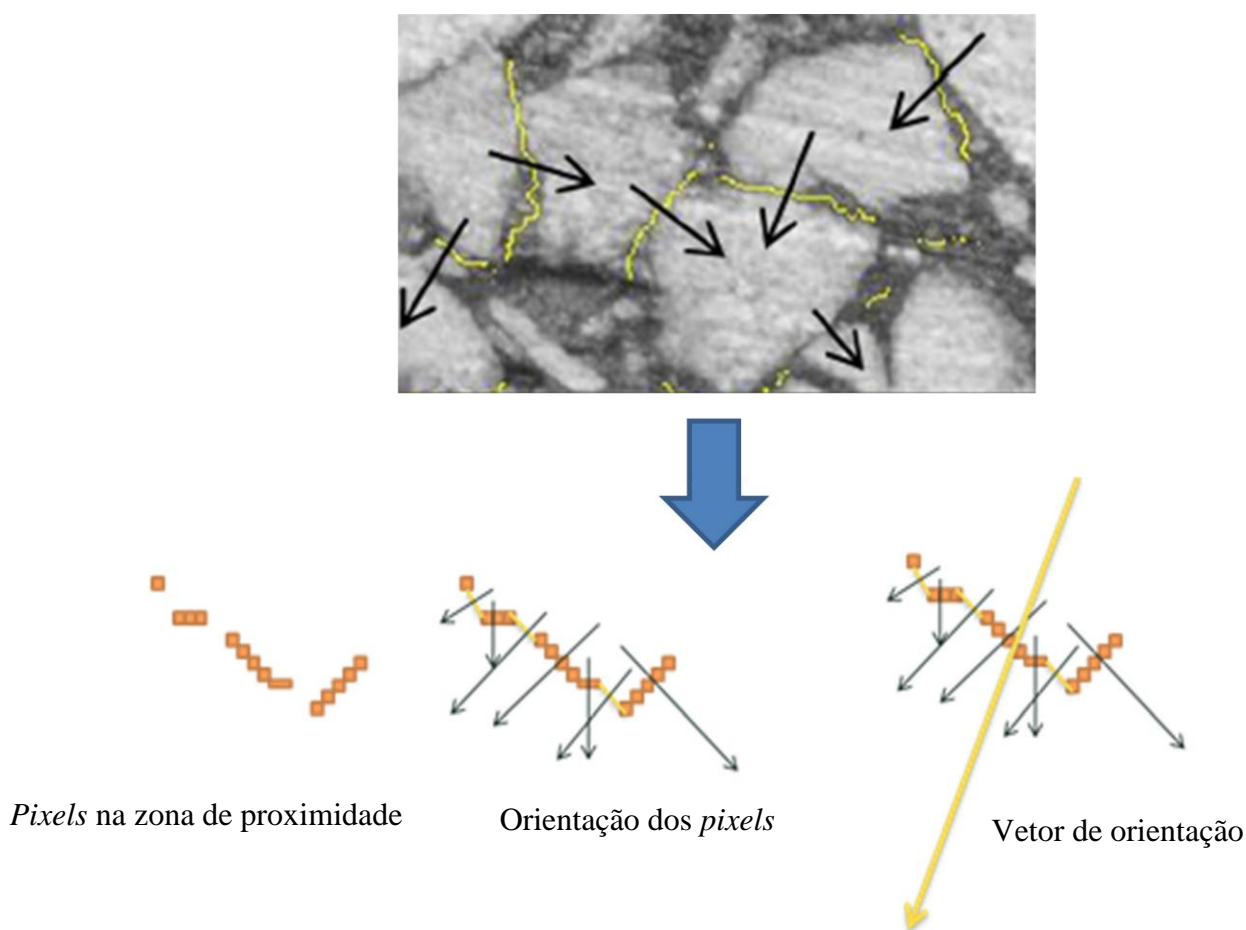 Pixels na zona de proximidade
Orientação dos pixels
Vetor de orientação